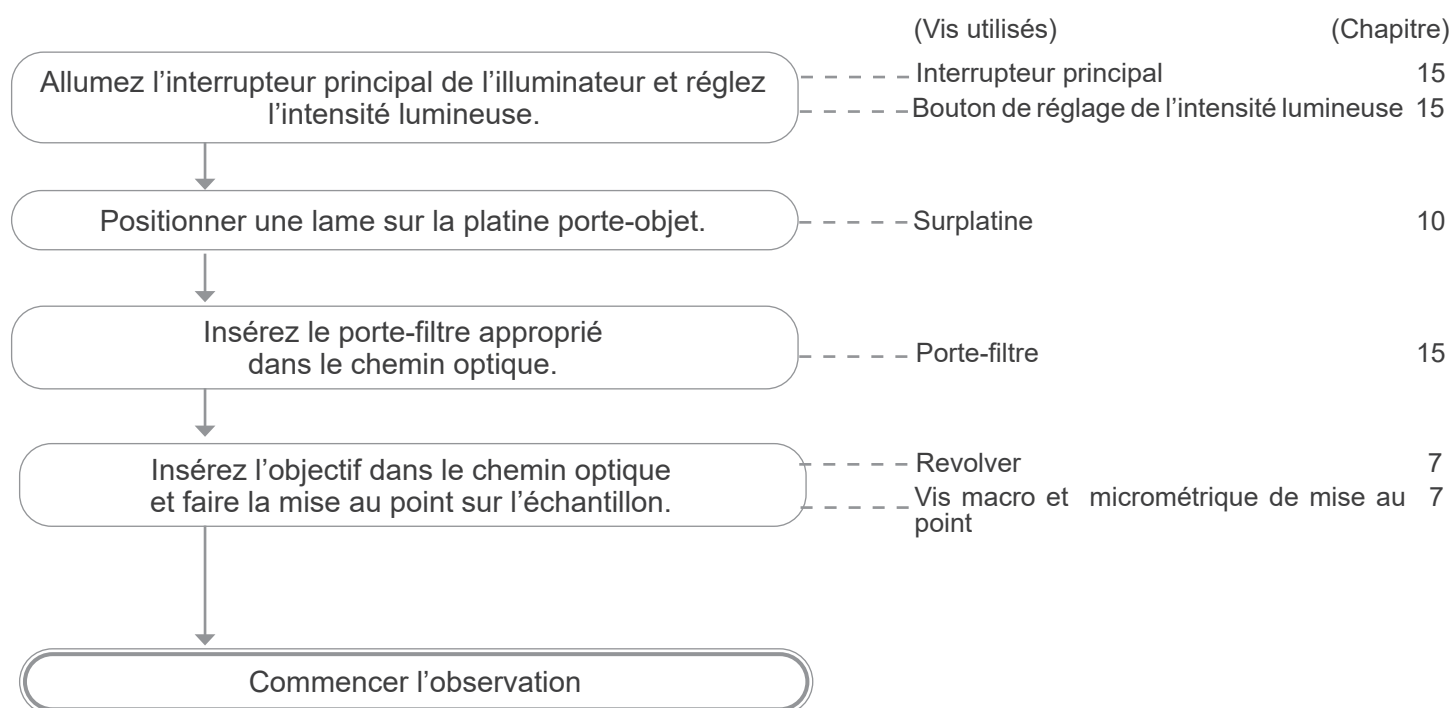 (Vis utilisés) (Chapitre)
Allumez l’interrupteur principal de l’illuminateur et réglez
l’intensité lumineuse.
Interrupteur principal 15
Bouton de réglage de l’intensité lumineuse 15
Positionner une lame sur la platine porte-objet.
Surplatine 10
Insérez le porte-filtre approprié
dans le chemin optique.
Porte-filtre 15
Insérez l’objectif dans le chemin optique
et faire la mise au point sur l’échantillon.
Revolver 7
Vis macro et micrométrique de mise au 7
point
Commencer l’observation